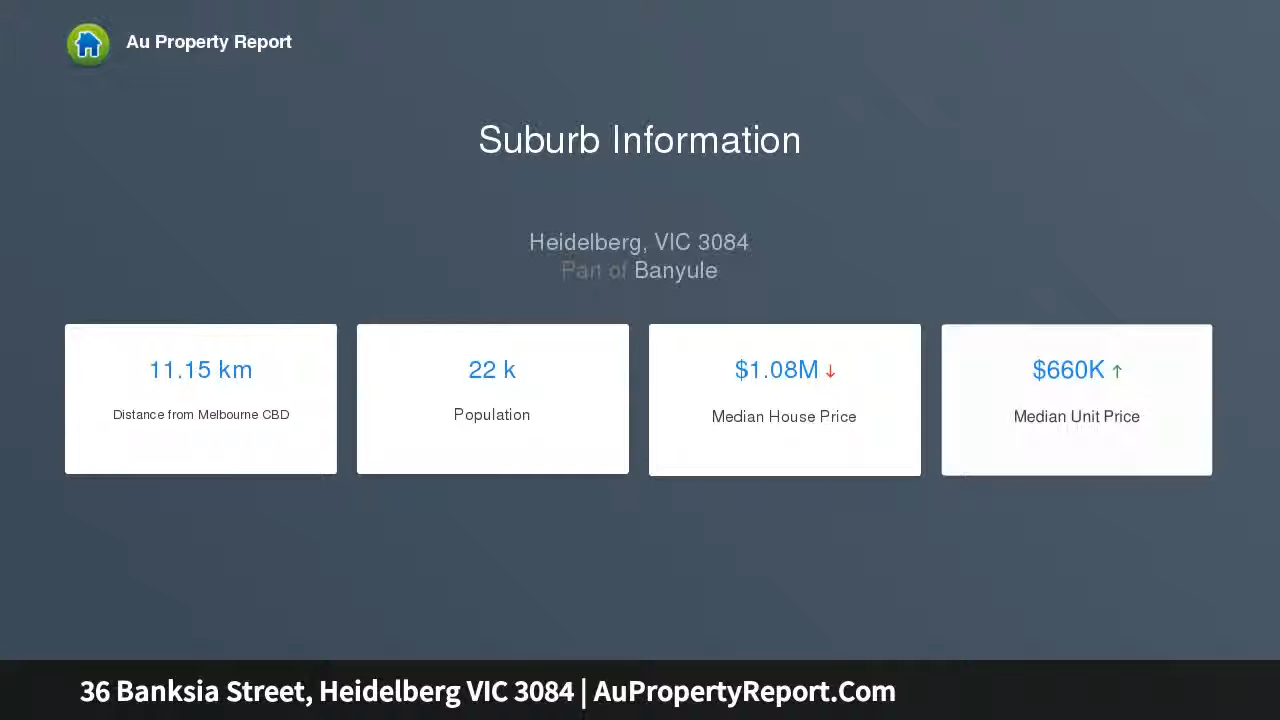 Au Property Report
Suburb Information
Heidelberg, VIC 3084
Part of Banyule
11.15 km
Distance from Melbourne CBD
22 k
Population
$1.08M ↓
Median House Price
$660K ↑
Median Unit Price
36 Banksia Street, Heidelberg VIC 3084 | AuPropertyReport.Com